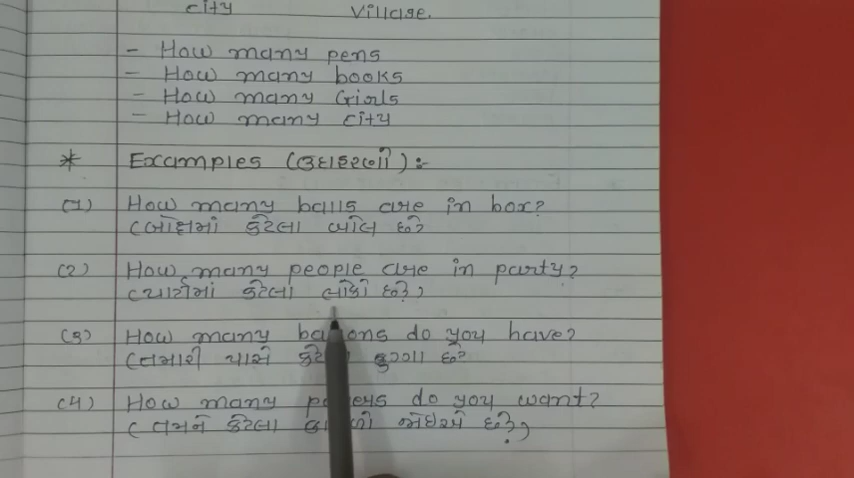 city Village.
- How many pens
- How many books
- How many Girls
- How many city
* Examples (ઉદાહરણો) :-
(1) How many balls are in box?
(બોક્ષમાં કેટલા બોલ છે?
(2) How many people are in party?
(પાર્ટીમાં કેટલા લોકો છે?)
(3) How many do you have?
(તમારી પાસે ફુગ્ગા છે?
(4) How many do you want?
(તમને કેટલા જોઇએ છે?)